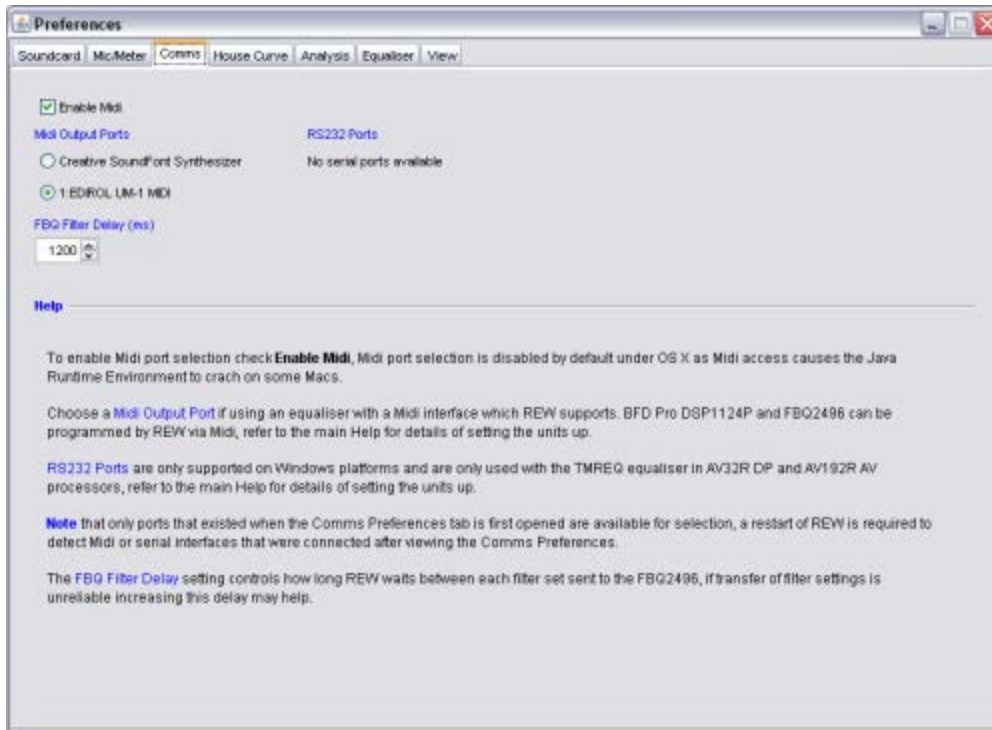 Preferences
Soundcard Mic/Meter Comms House Curve Analysis Equaliser View
Enable Midi
Midi Output Ports
RS232 Ports
Creative SoundFont Synthesizer
No serial ports available
1:EDIROL UM-1 MIDI
FBQ Filter Delay (ms)
1200
Help
To enable Midi port selection check Enable Midi, Midi port selection is disabled by default under OS X as Midi access causes the Java
Runtime Environment to crach on some Macs.
Choose a Midi Output Port if using an equaliser with a Midi interface which REW supports. BFD Pro DSP1124P and FBQ2496 can be
programmed by REW via Midi, refer to the main Help for details of setting the units up.
RS232 Ports are only supported on Windows platforms and are only used with the TMREQ equaliser in AV32R DP and AV192R AV
processors, refer to the main Help for details of setting the units up.
Note that only ports that existed when the Comms Preferences tab is first opened are available for selection, a restart of REW is required to
detect Midi or serial interfaces that were connected after viewing the Comms Preferences.
The FBQ Filter Delay setting controls how long REW waits between each filter set sent to the FBQ2496, if transfer of filter settings is
unreliable increasing this delay may help.